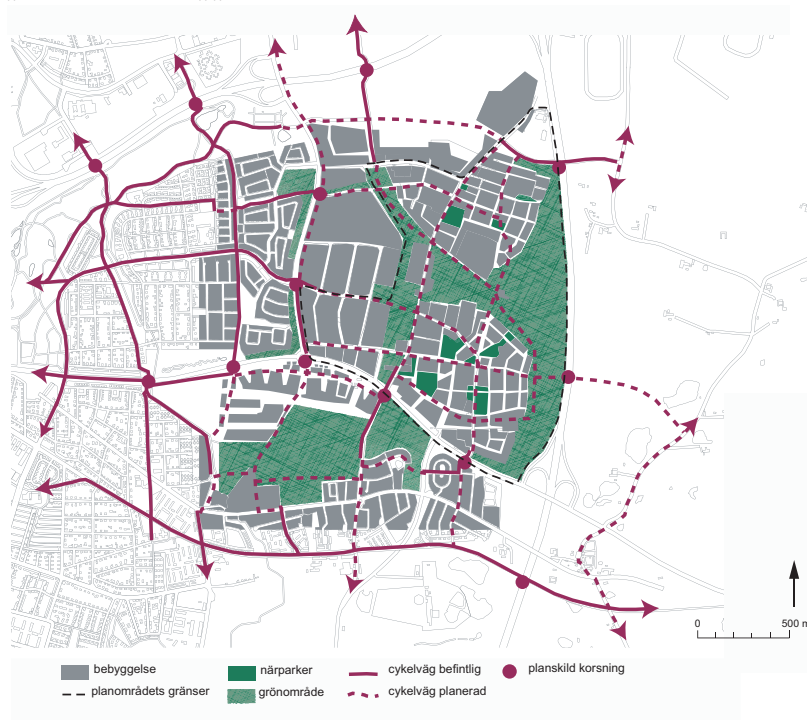 0 500 m
bebyggelse närparker cykelväg befintlig planskild korsning
planområdets gränser grönområde cykelväg planerad